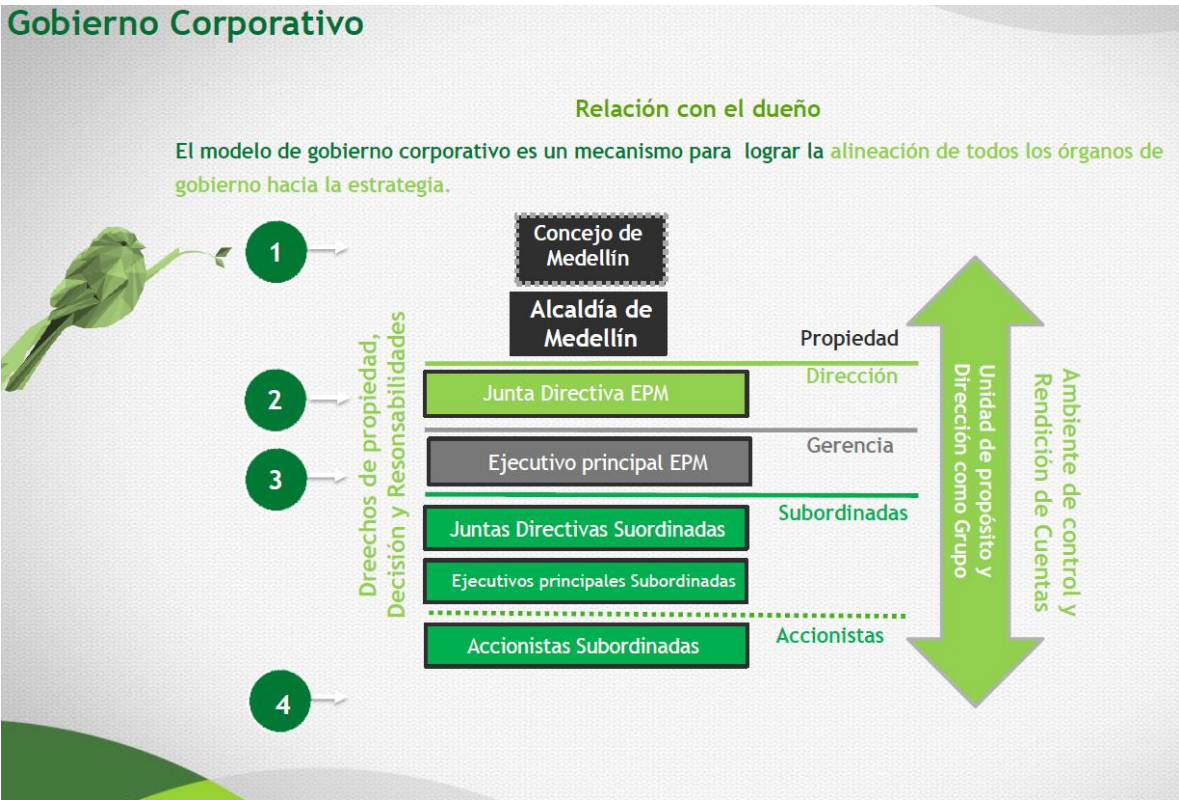 Gobierno Corporativo
Relación con el dueño
El modelo de gobierno corporativo es un mecanismo para lograr la alineación de todos los órganos de
gobierno hacia la estrategia.
1
Concejo de
Medellín
Alcaldía de
Medellín
Propiedad
Dirección
2
Junta Directiva EPM
Gerencia
3
Ejecutivo principal EPM
Subordinadas
Juntas Directivas Suordinadas
Ejecutivos principales Subordinadas
Accionistas
Accionistas Subordinadas
4
Dreechos de propiedad,
Decisión y Resonsabilidades
Unidad de propósito y
Dirección como Grupo
Ambiente de control y
Rendición de Cuentas